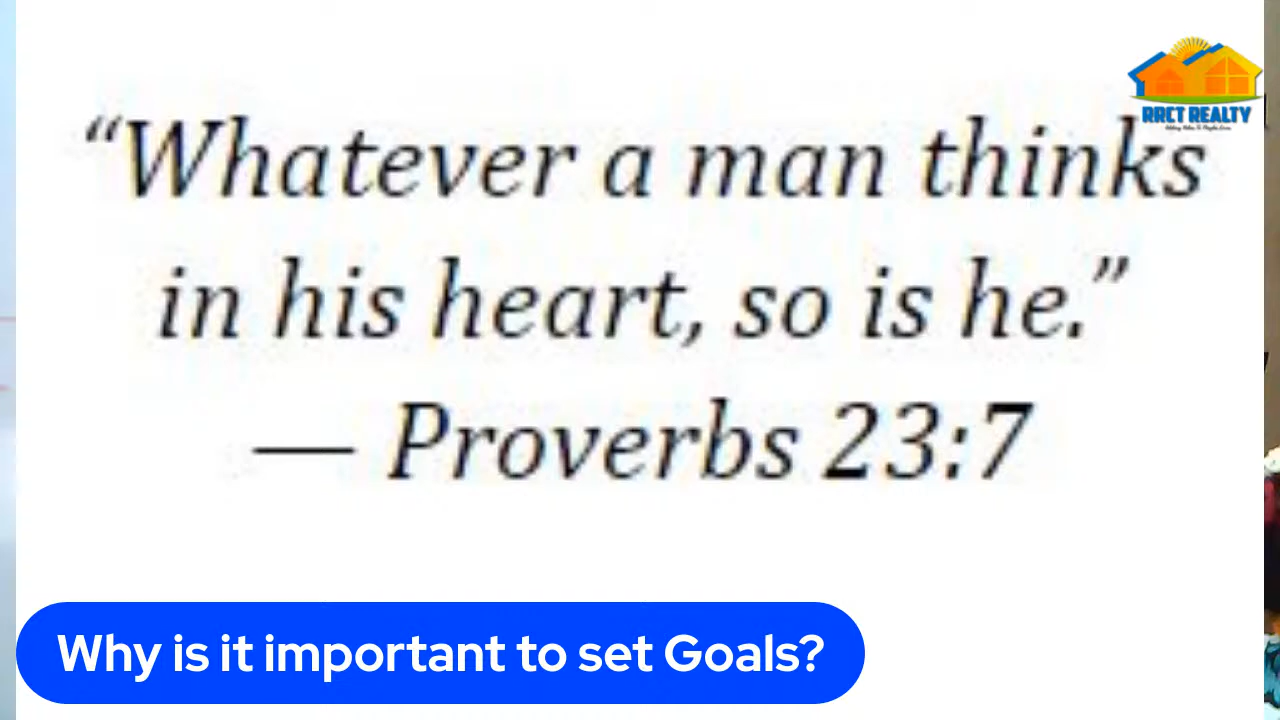 RRCT REALTY
“Whatever a man thinks
in his heart, so is he.”
— Proverbs 23:7
Why is it important to set Goals?